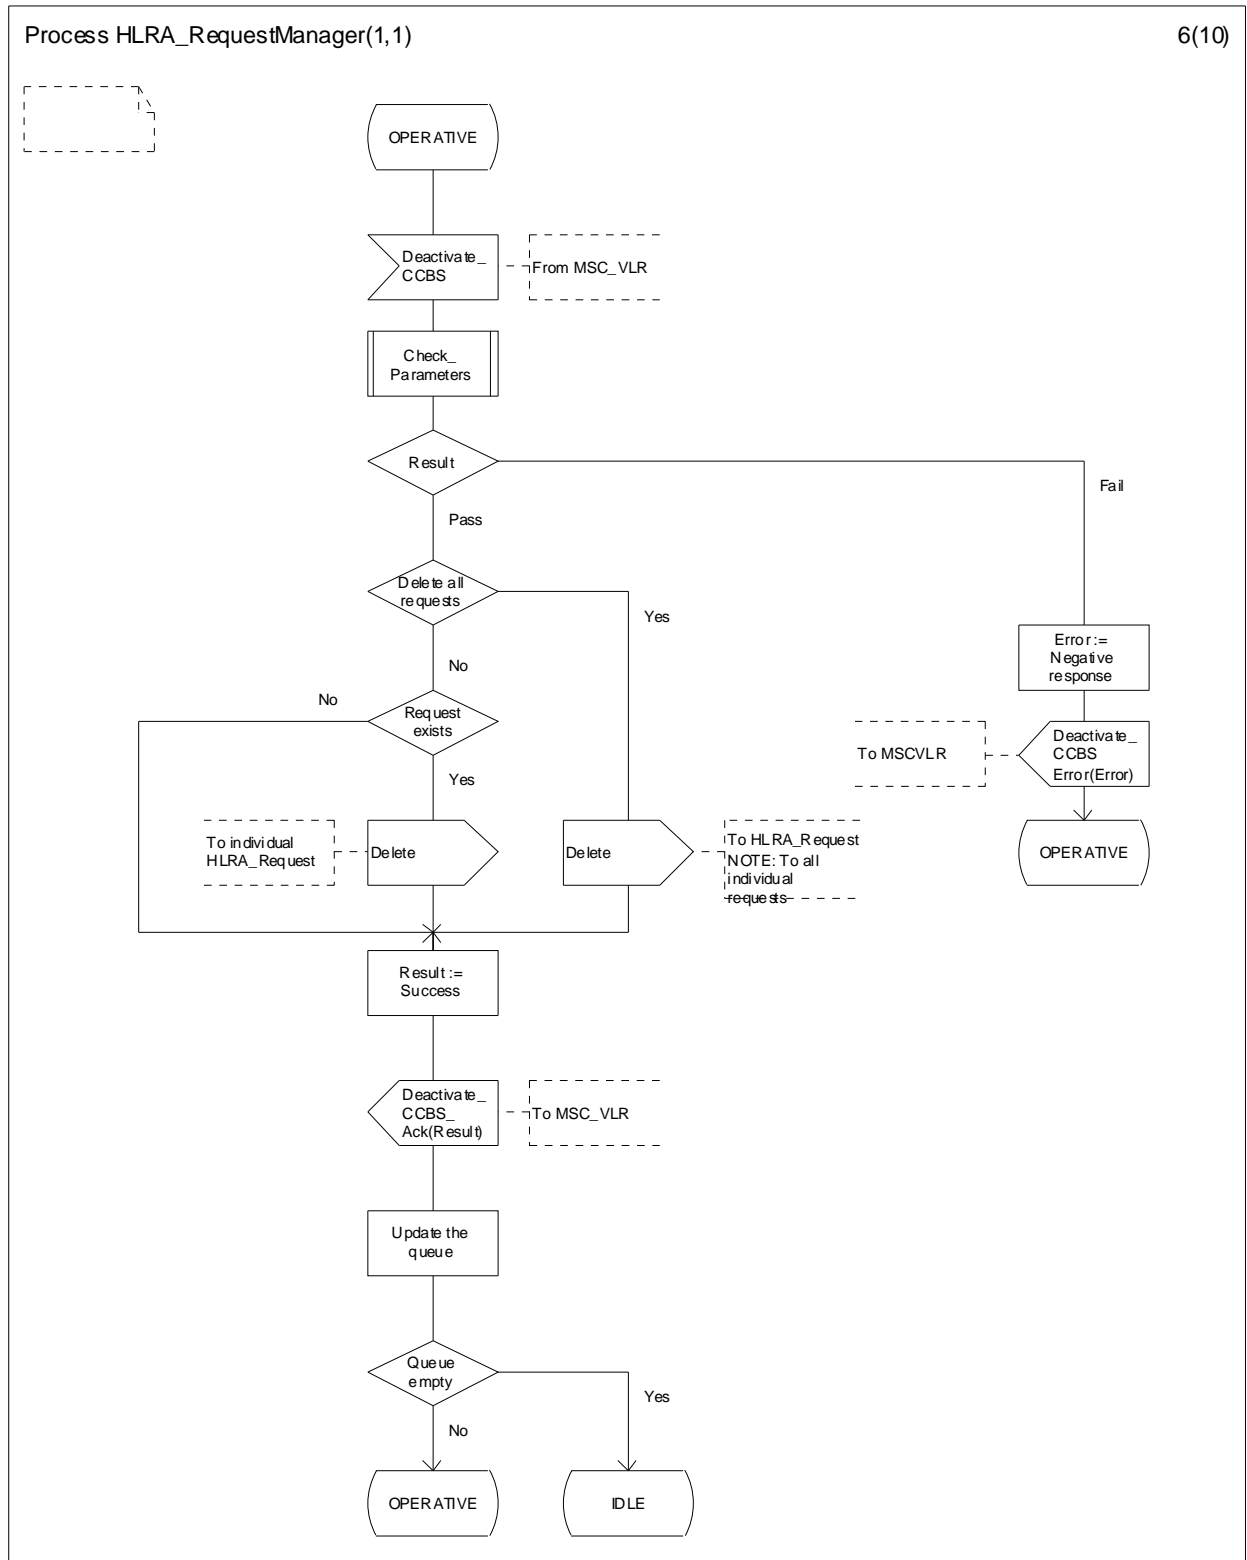 Process HLRA_RequestManager(1,1)
6(10)
OPERATIVE
Deactivate_
CCBS
From MSC_VLR
Check_
Parameters
Result
Fail
Pass
Delete all
requests
Yes
Error :=
Negative
response
No
No
Request
exists
Deactivate_
CCBS
Error(Error)
To MSCVLR
Yes
To individual
HLRA_Request
Delete
Delete
To HLRA_Request
NOTE: To all
individual
requests
OPERATIVE
Result :=
Success
Deactivate_
CCBS_
Ack(Result)
To MSC_VLR
Update the
queue
Queue
empty
Yes
No
OPERATIVE
IDLE